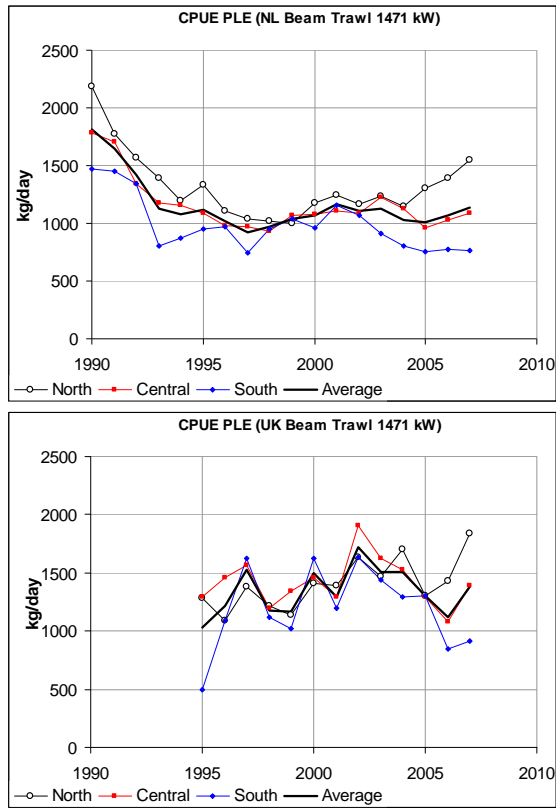 CPUE PLE (NL Beam Trawl 1471 kW)
2500
2000
1500
1000
500
0
kg/day
1990 1995 2000 2005 2010
North Central South Average
CPUE PLE (UK Beam Trawl 1471 kW)
2500
2000
1500
1000
500
0
kg/day
1990 1995 2000 2005 2010
North Central South Average